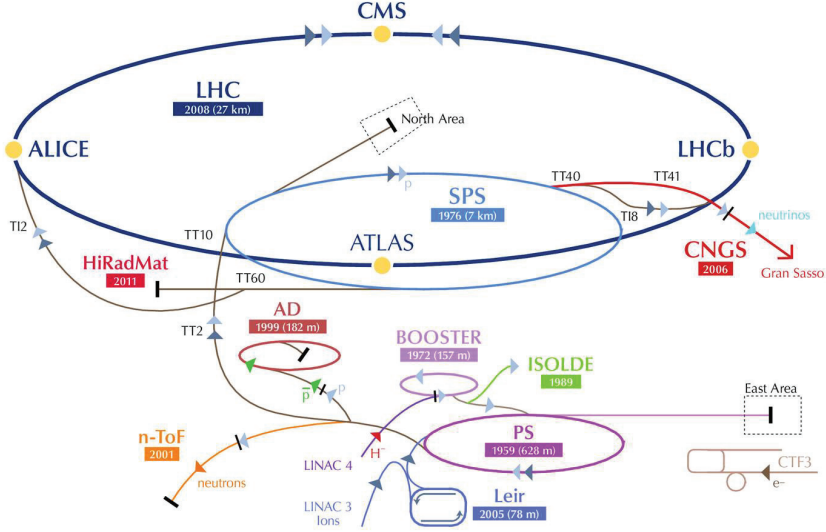 CMS
LHC
2008 (27 km)
North Area
ALICE
LHCb
TT40
TT41
SPS
1976 (7 km)
p
TI2
TI8
neutrinos
TT10
ATLAS
CNGS
2006
Gran Sasso
HiRadMat
2011
TT60
AD
1999 (182 m)
TT2
BOOSTER
1972 (157 m)
ISOLDE
1989
p̅
p
East Area
n-ToF
2001
PS
1959 (628 m)
LINAC 4
H⁻
neutrons
CTF3
e⁻
LINAC 3
Ions
Leir
2005 (78 m)